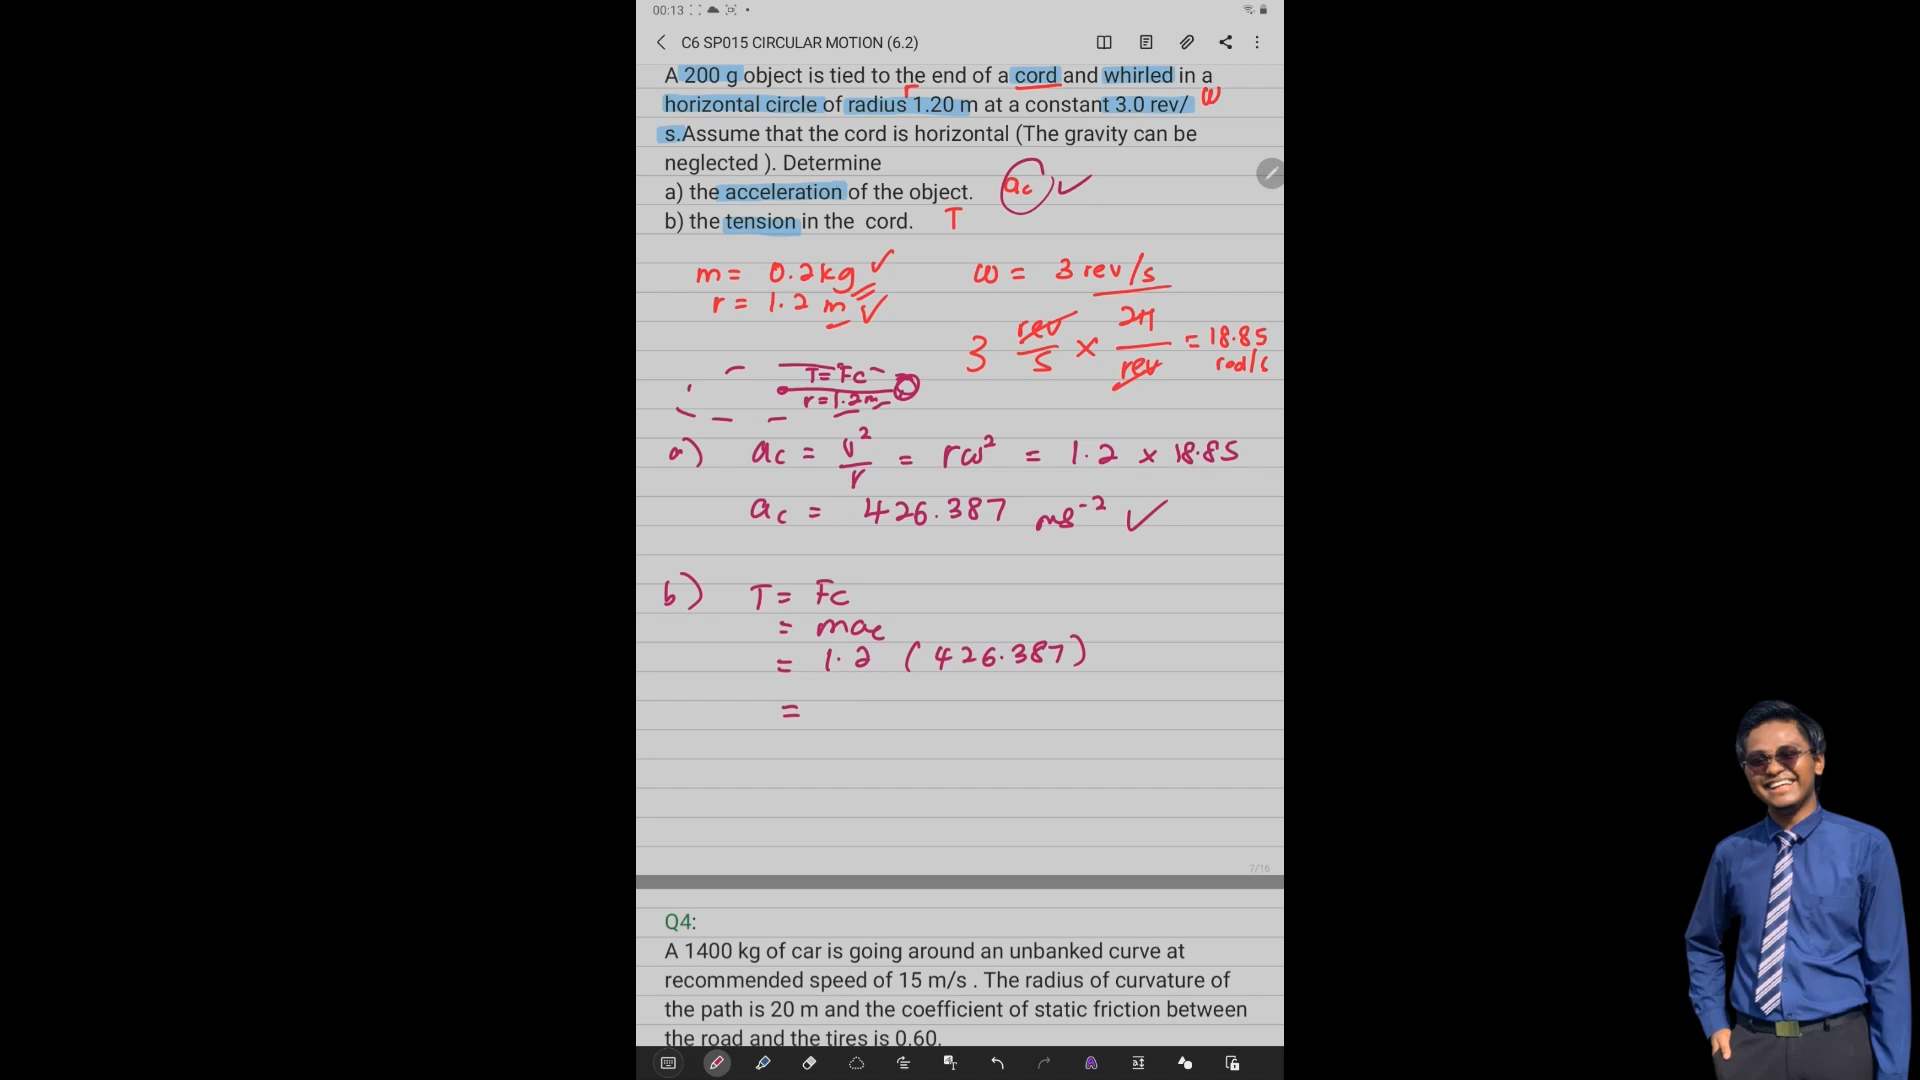 00:13
C6 SP015 CIRCULAR MOTION (6.2)
A 200 g object is tied to the end of a cord and whirled in a
r
horizontal circle of radius 1.20 m at a constant 3.0 rev/ ω
s.Assume that the cord is horizontal (The gravity can be
neglected ). Determine
a) the acceleration of the object. ac ✓
b) the tension in the cord. T
m = 0.2kg ✓
r = 1.2 m ✓
ω = 3 rev/s
3 rev/s × 2π/rev = 18.85 rad/s
T = Fc
r = 1.2m
a) ac = v²/r = rω² = 1.2 × 18.85
ac = 426.387 ms⁻² ✓
b) T = Fc
= mac
= 1.2 (426.387)
=
7/16
Q4:
A 1400 kg of car is going around an unbanked curve at
recommended speed of 15 m/s . The radius of curvature of
the path is 20 m and the coefficient of static friction between
the road and the tires is 0.60.